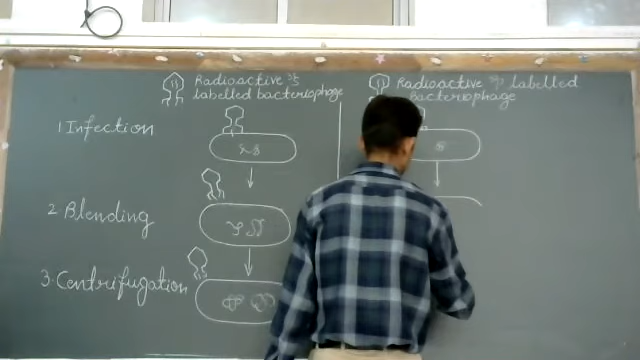 Radioactive
labelled bacteriophage
Radioactive labelled
Bacteriophage
1 Infection
2 Blending
3. Centrifugation